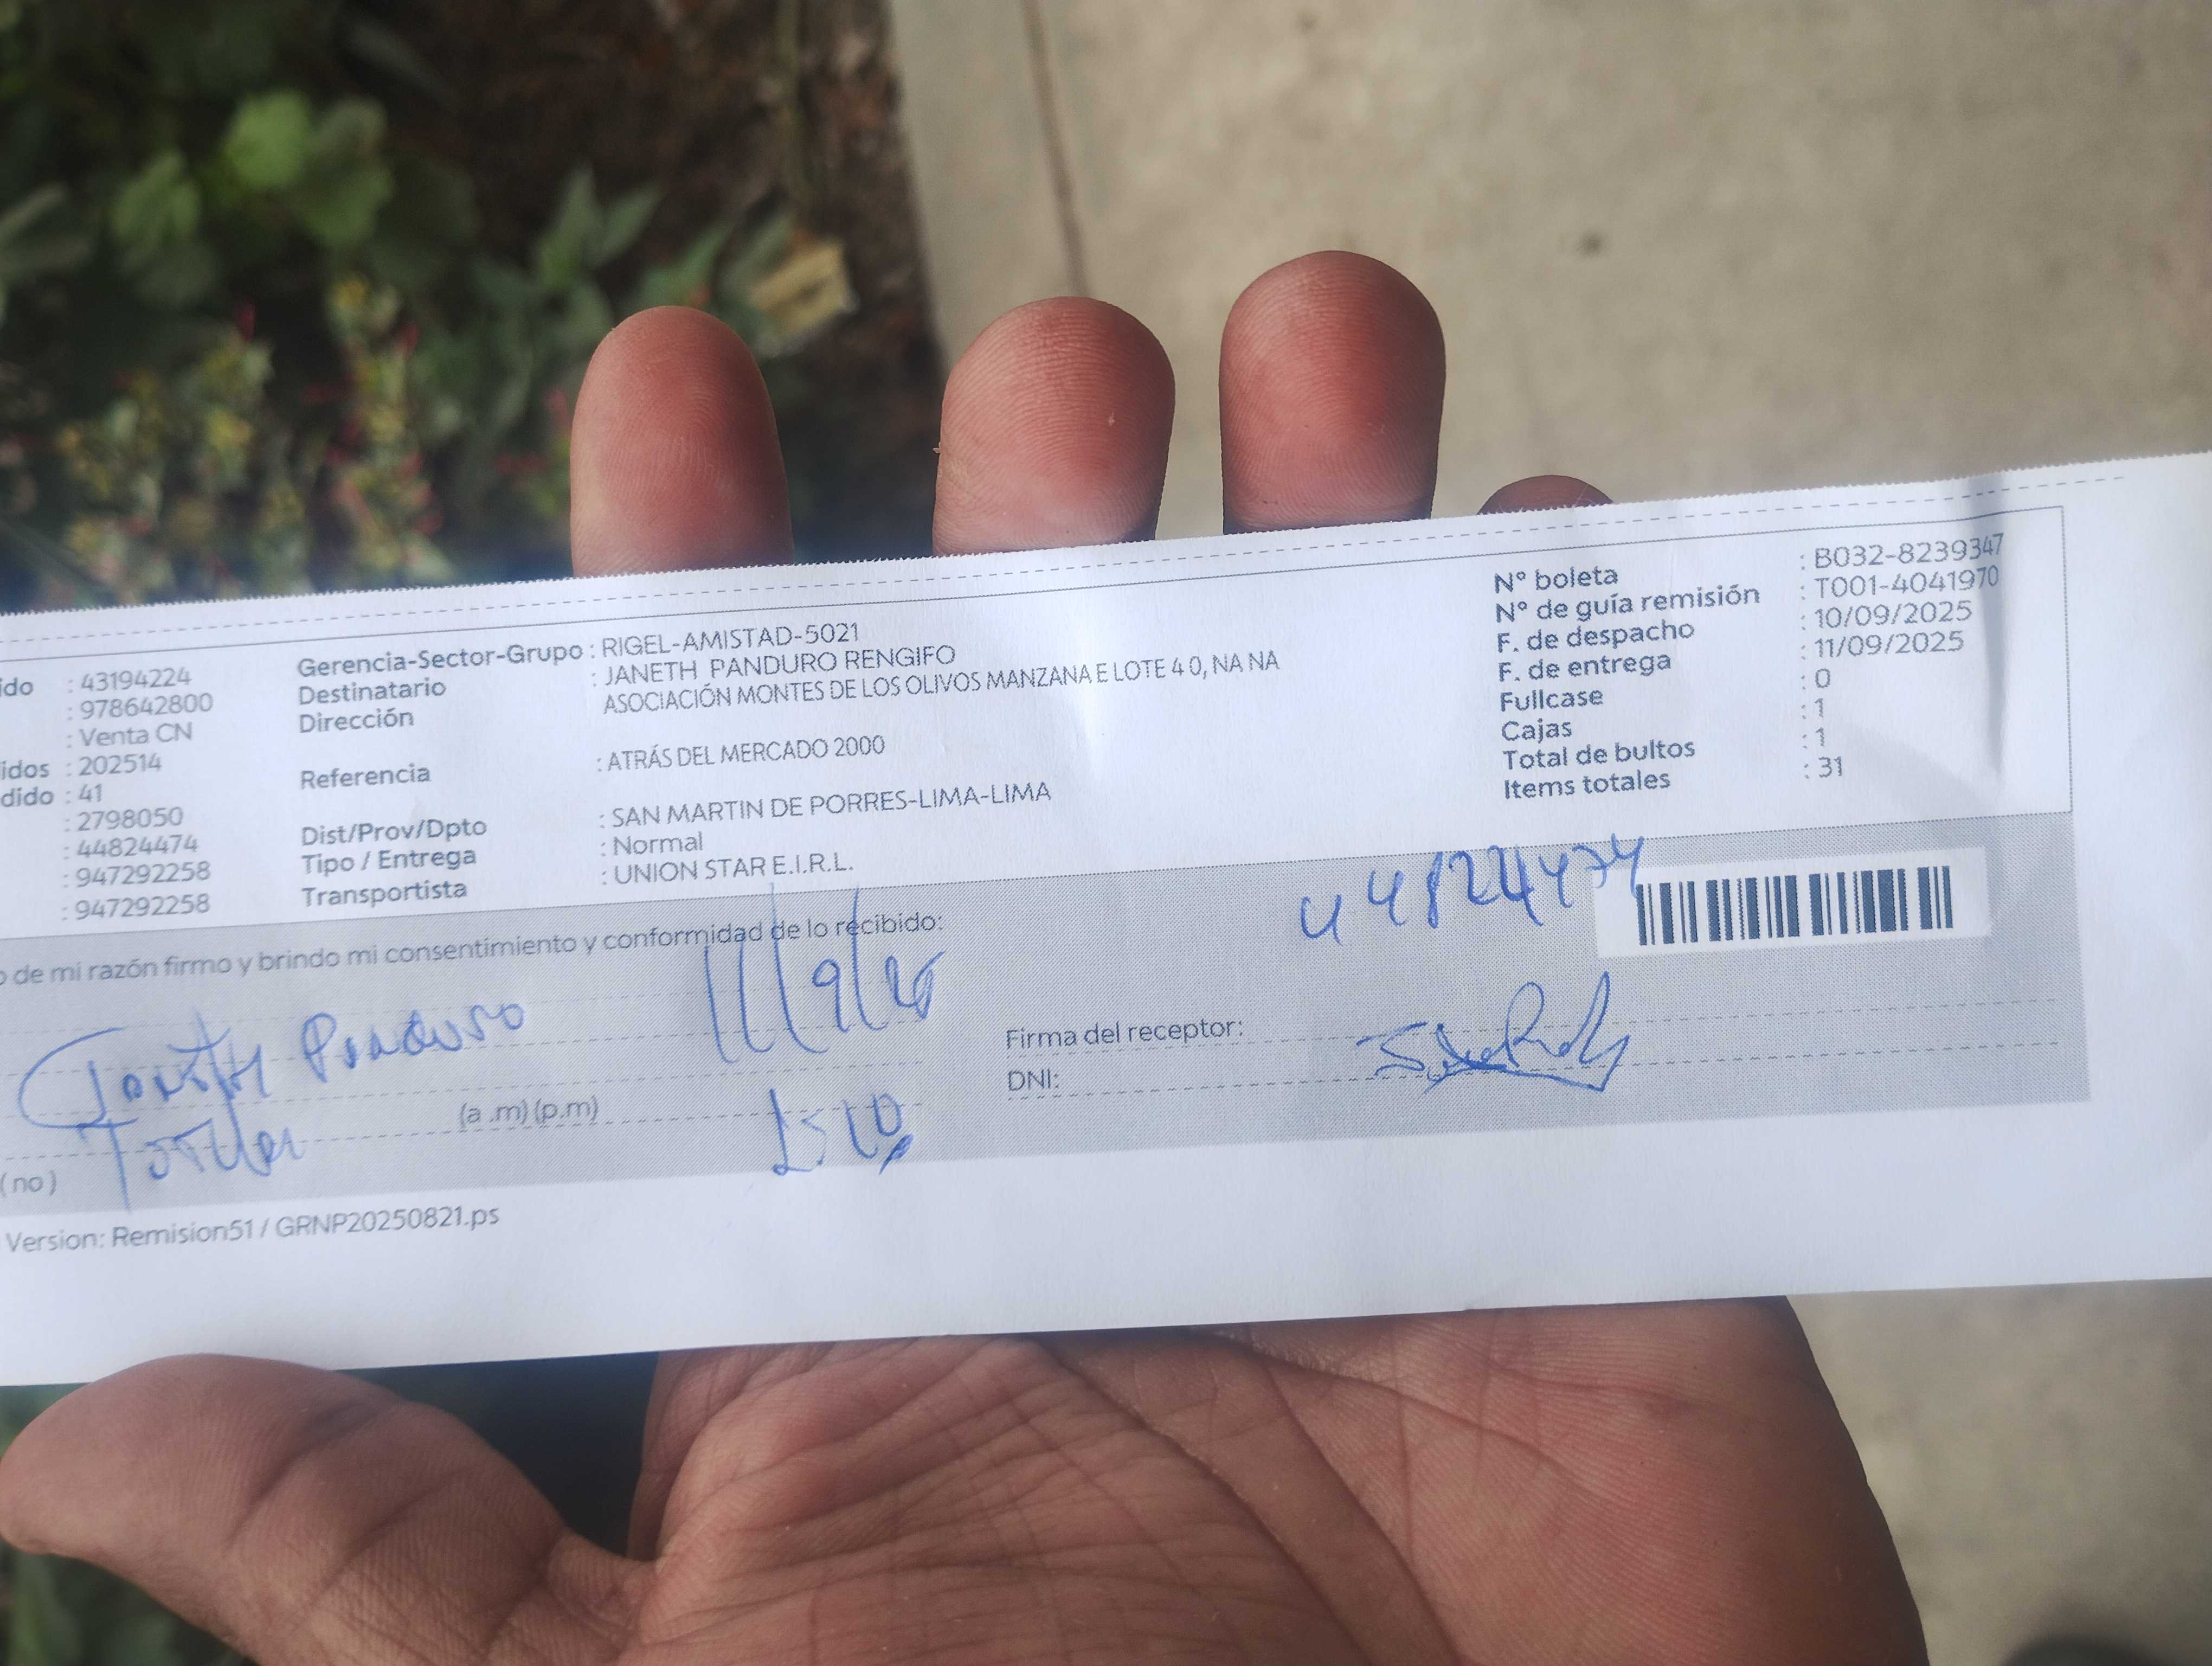 ido : 43194224
: 978642800
: Venta CN
idos : 202514
dido : 41
: 2798050
: 44824474
: 947292258
: 947292258
Gerencia-Sector-Grupo : RIGEL-AMISTAD-5021
Destinatario : JANETH PANDURO RENGIFO
Dirección ASOCIACIÓN MONTES DE LOS OLIVOS MANZANA E LOTE 4 0, NA NA
Referencia : ATRÁS DEL MERCADO 2000
Dist/Prov/Dpto : SAN MARTIN DE PORRES-LIMA-LIMA
Tipo / Entrega : Normal
Transportista : UNION STAR E.I.R.L.
N° boleta : B032-8239347
N° de guía remisión : T001-4041970
F. de despacho : 10/09/2025
F. de entrega : 11/09/2025
Fullcase : 0
Cajas : 1
Total de bultos : 1
Items totales : 31
o de mi razón firmo y brindo mi consentimiento y conformidad de lo recibido:
44824474
Janeth Panduro 11/9/25
Firma del receptor:
DNI:
Titular
(a .m) (p.m)
(no)
Version: Remision51 / GRNP20250821.ps